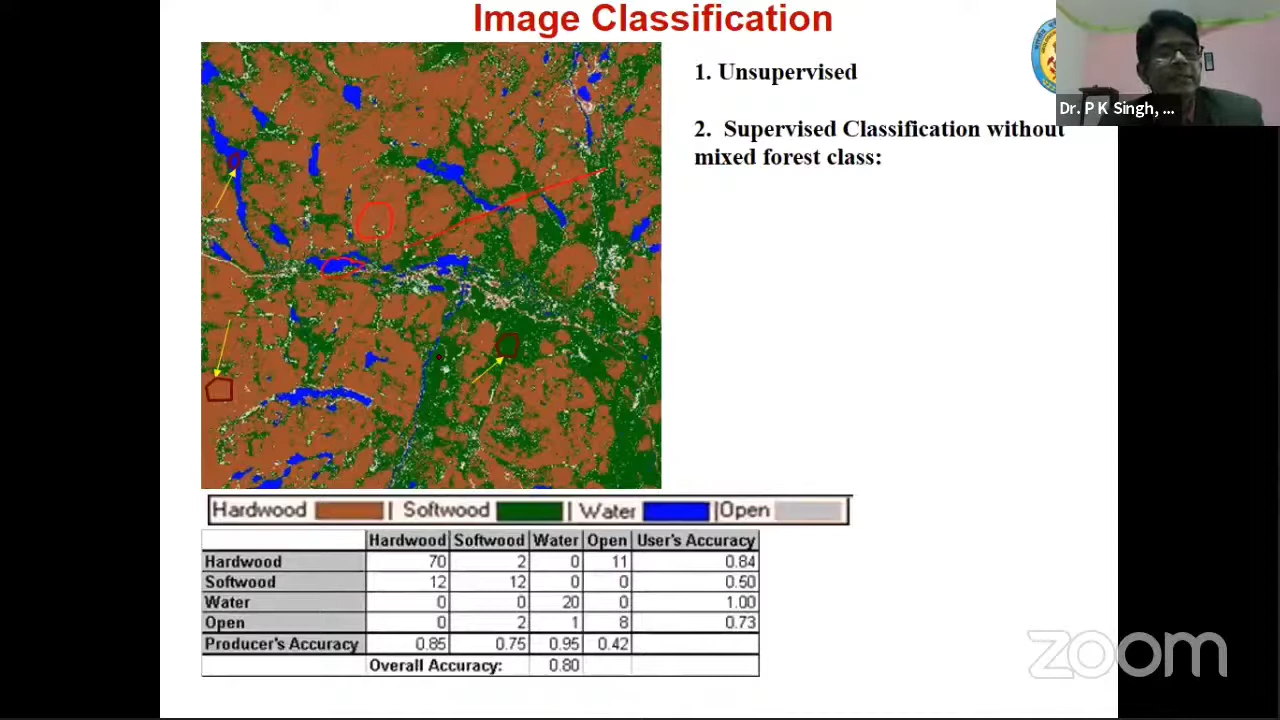 Image Classification
1. Unsupervised
2. Supervised Classification without
mixed forest class:
Dr. P K Singh, ...
Hardwood | Softwood | Water |Open
Hardwood Softwood Water Open User's Accuracy
Hardwood 70 2 0 11 0.84
Softwood 12 12 0 0 0.50
Water 0 0 20 0 1.00
Open 0 2 1 8 0.73
Producer's Accuracy 0.85 0.75 0.95 0.42
Overall Accuracy: 0.80
zoom